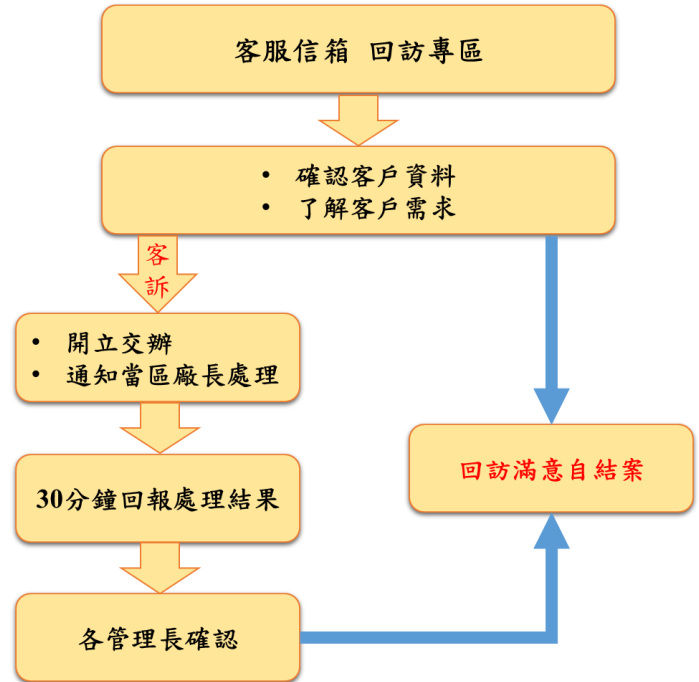 客服信箱 回訪專區
• 確認客戶資料
• 了解客戶需求
客
訴
• 開立交辦
• 通知當區廠長處理
30分鐘回報處理結果
回訪滿意自結案
各管理長確認